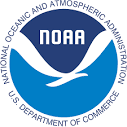 NATIONAL OCEANIC AND ATMOSPHERIC ADMINISTRATION
NOAA
U.S. DEPARTMENT OF COMMERCE